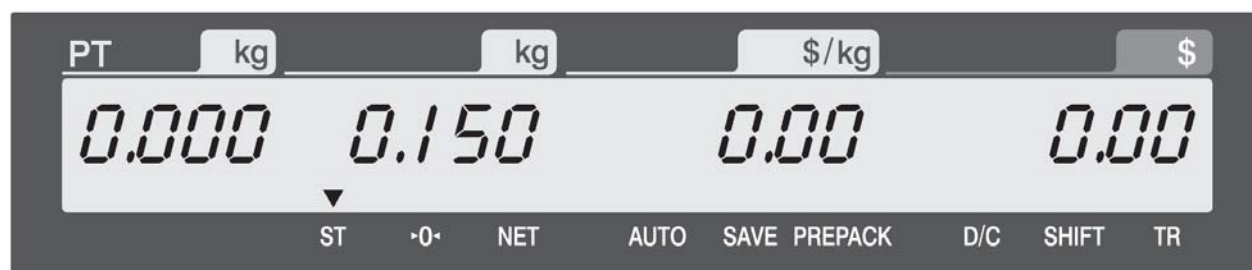 PT kg kg $/kg $
0.000 0.150 0.00 0.00
ST ▸0◂ NET AUTO SAVE PREPACK D/C SHIFT TR